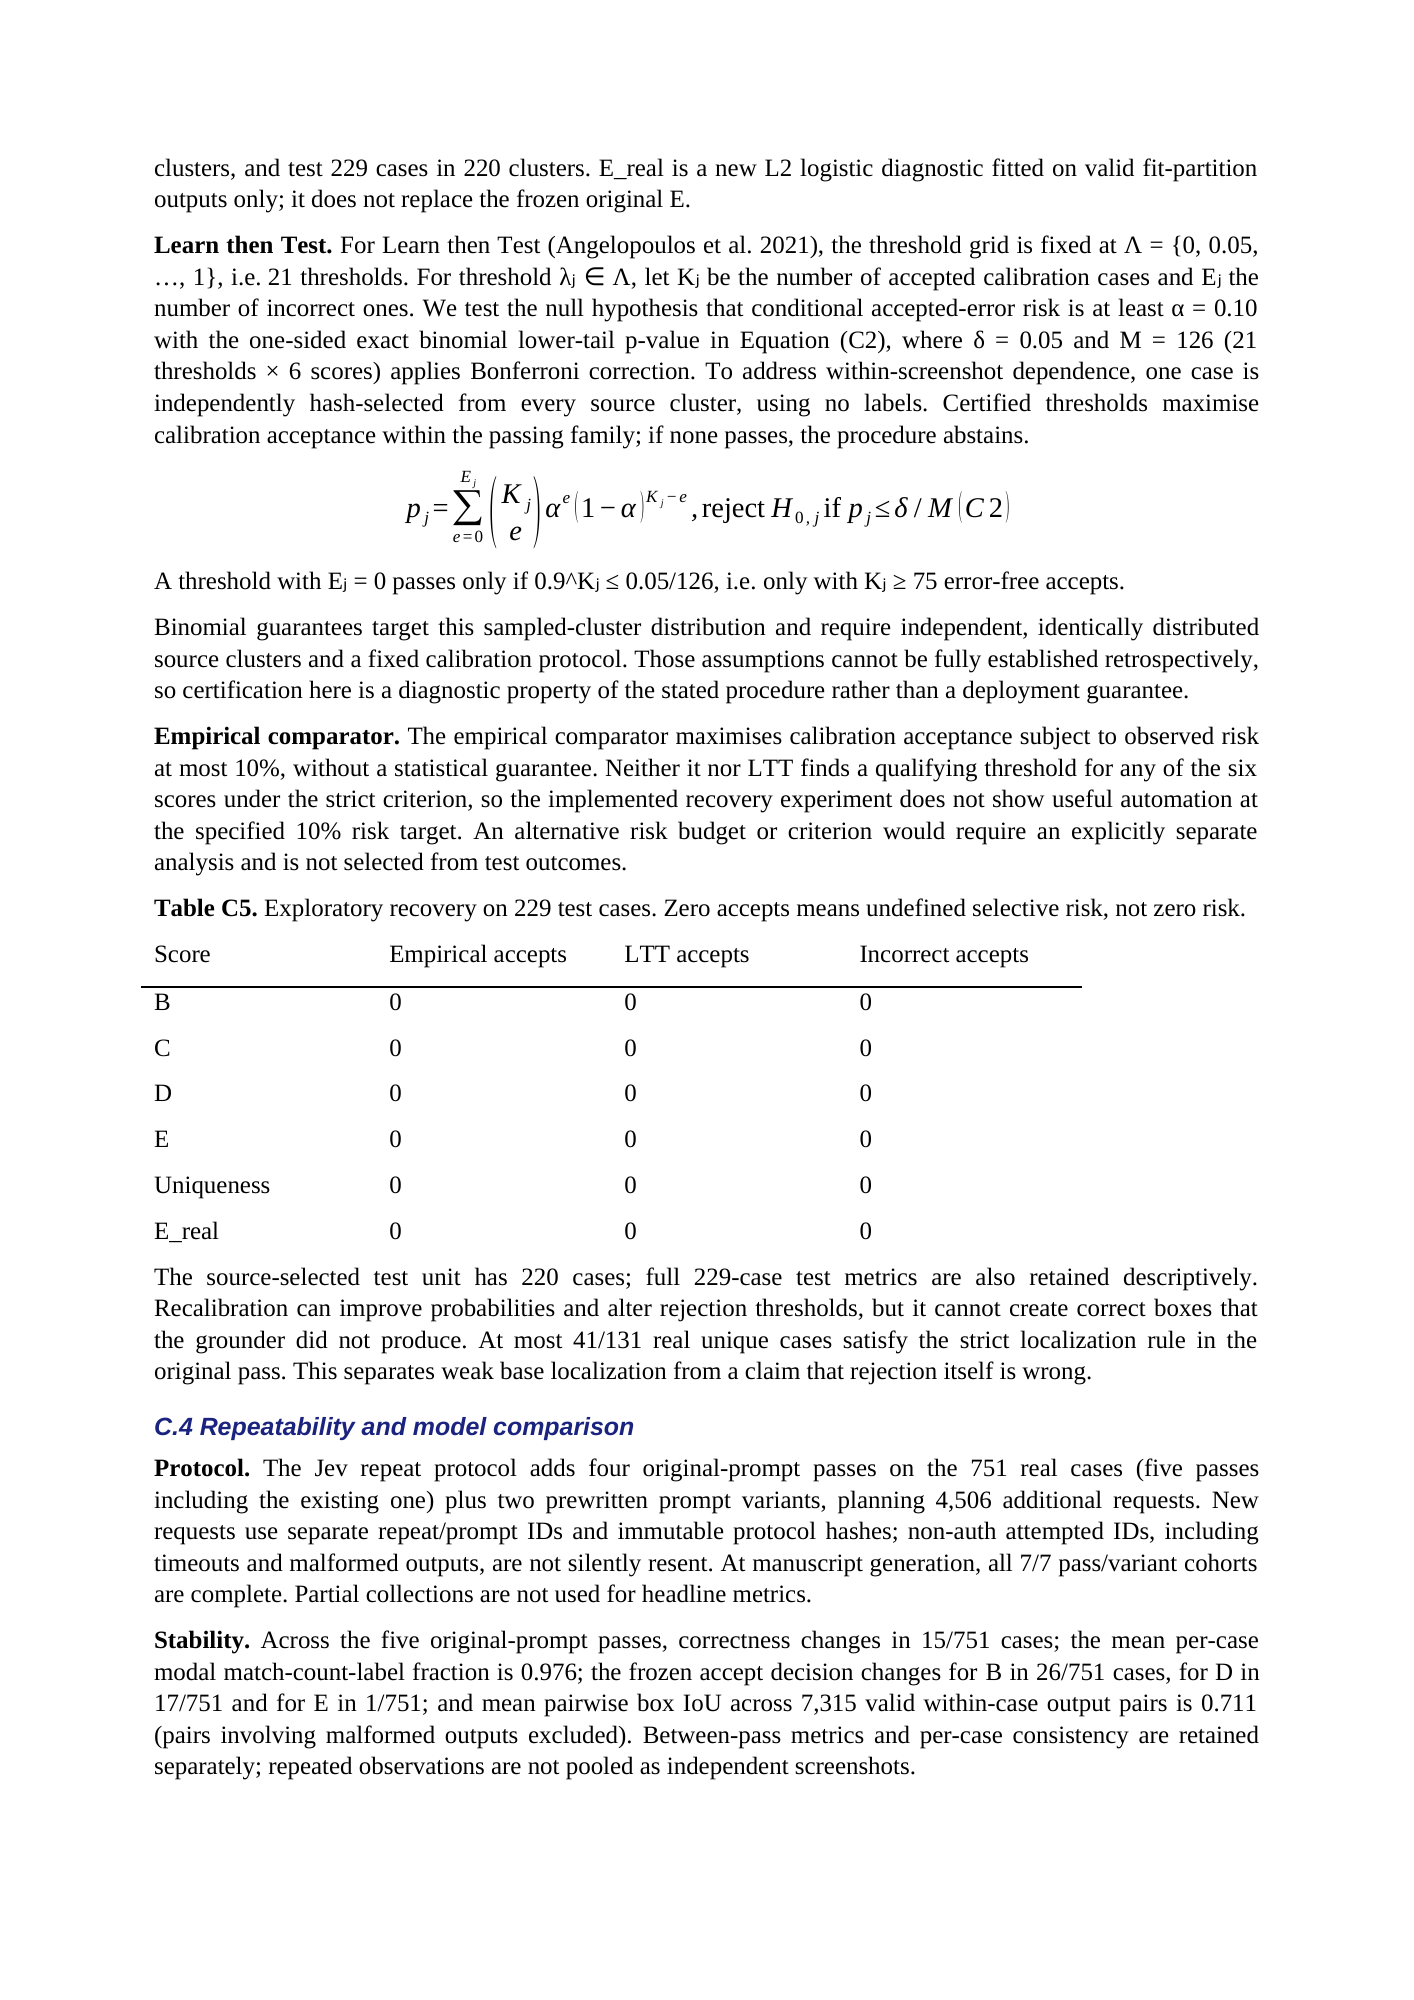 clusters, and test 229 cases in 220 clusters. E_real is a new L2 logistic diagnostic fitted on valid fit-partition
outputs only; it does not replace the frozen original E.
Learn then Test. For Learn then Test (Angelopoulos et al. 2021), the threshold grid is fixed at Λ = {0, 0.05,
…, 1}, i.e. 21 thresholds. For threshold λⱼ ∈ Λ, let Kⱼ be the number of accepted calibration cases and Eⱼ the
number of incorrect ones. We test the null hypothesis that conditional accepted-error risk is at least α = 0.10
with the one-sided exact binomial lower-tail p-value in Equation (C2), where δ = 0.05 and M = 126 (21
thresholds × 6 scores) applies Bonferroni correction. To address within-screenshot dependence, one case is
independently hash-selected from every source cluster, using no labels. Certified thresholds maximise
calibration acceptance within the passing family; if none passes, the procedure abstains.
p_j = ∑_{e=0}^{E_j} (K_j e) α^e (1 − α)^{K_j − e}, reject H_{0,j} if p_j ≤ δ / M (C 2)
A threshold with Eⱼ = 0 passes only if 0.9^Kⱼ ≤ 0.05/126, i.e. only with Kⱼ ≥ 75 error-free accepts.
Binomial guarantees target this sampled-cluster distribution and require independent, identically distributed
source clusters and a fixed calibration protocol. Those assumptions cannot be fully established retrospectively,
so certification here is a diagnostic property of the stated procedure rather than a deployment guarantee.
Empirical comparator. The empirical comparator maximises calibration acceptance subject to observed risk
at most 10%, without a statistical guarantee. Neither it nor LTT finds a qualifying threshold for any of the six
scores under the strict criterion, so the implemented recovery experiment does not show useful automation at
the specified 10% risk target. An alternative risk budget or criterion would require an explicitly separate
analysis and is not selected from test outcomes.
Table C5. Exploratory recovery on 229 test cases. Zero accepts means undefined selective risk, not zero risk.
Score Empirical accepts LTT accepts Incorrect accepts
B 0 0 0
C 0 0 0
D 0 0 0
E 0 0 0
Uniqueness 0 0 0
E_real 0 0 0
The source-selected test unit has 220 cases; full 229-case test metrics are also retained descriptively.
Recalibration can improve probabilities and alter rejection thresholds, but it cannot create correct boxes that
the grounder did not produce. At most 41/131 real unique cases satisfy the strict localization rule in the
original pass. This separates weak base localization from a claim that rejection itself is wrong.
C.4 Repeatability and model comparison
Protocol. The Jev repeat protocol adds four original-prompt passes on the 751 real cases (five passes
including the existing one) plus two prewritten prompt variants, planning 4,506 additional requests. New
requests use separate repeat/prompt IDs and immutable protocol hashes; non-auth attempted IDs, including
timeouts and malformed outputs, are not silently resent. At manuscript generation, all 7/7 pass/variant cohorts
are complete. Partial collections are not used for headline metrics.
Stability. Across the five original-prompt passes, correctness changes in 15/751 cases; the mean per-case
modal match-count-label fraction is 0.976; the frozen accept decision changes for B in 26/751 cases, for D in
17/751 and for E in 1/751; and mean pairwise box IoU across 7,315 valid within-case output pairs is 0.711
(pairs involving malformed outputs excluded). Between-pass metrics and per-case consistency are retained
separately; repeated observations are not pooled as independent screenshots.